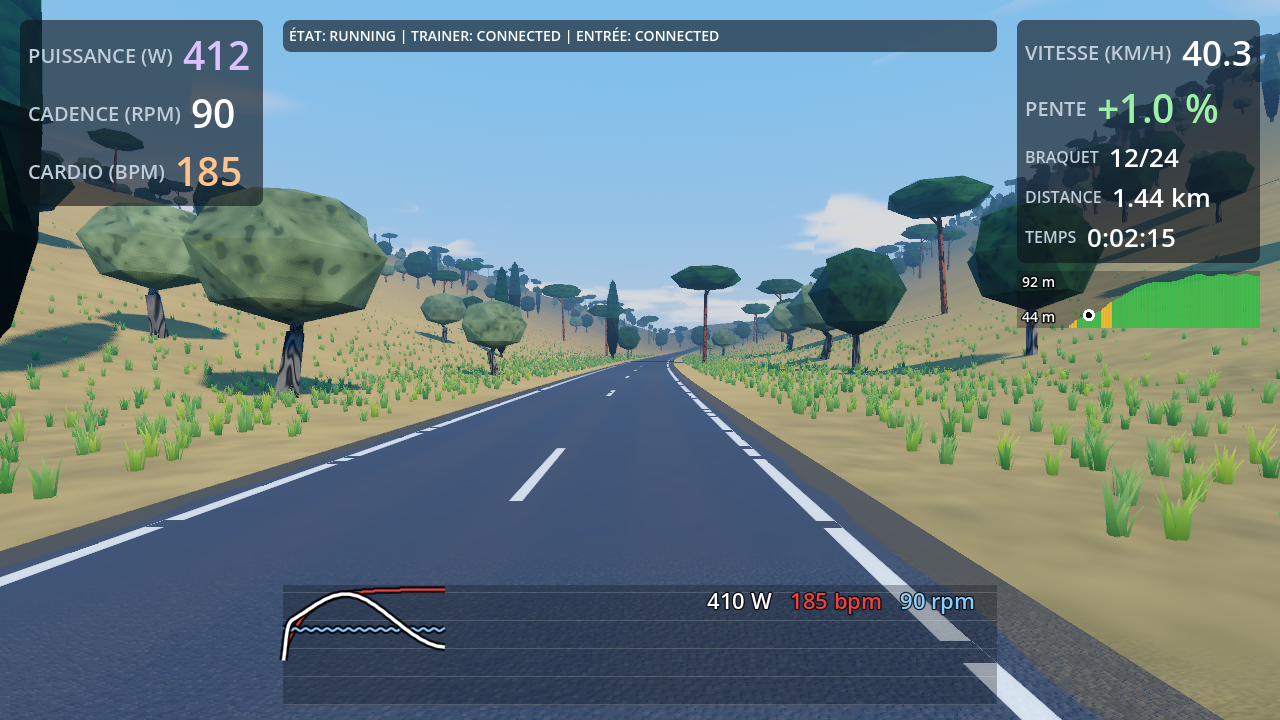 PUISSANCE (W) 412
CADENCE (RPM) 90
CARDIO (BPM) 185
ÉTAT: RUNNING | TRAINER: CONNECTED | ENTRÉE: CONNECTED
VITESSE (KM/H) 40.3
PENTE +1.0 %
BRAQUET 12/24
DISTANCE 1.44 km
TEMPS 0:02:15
92 m
44 m
410 W 185 bpm 90 rpm